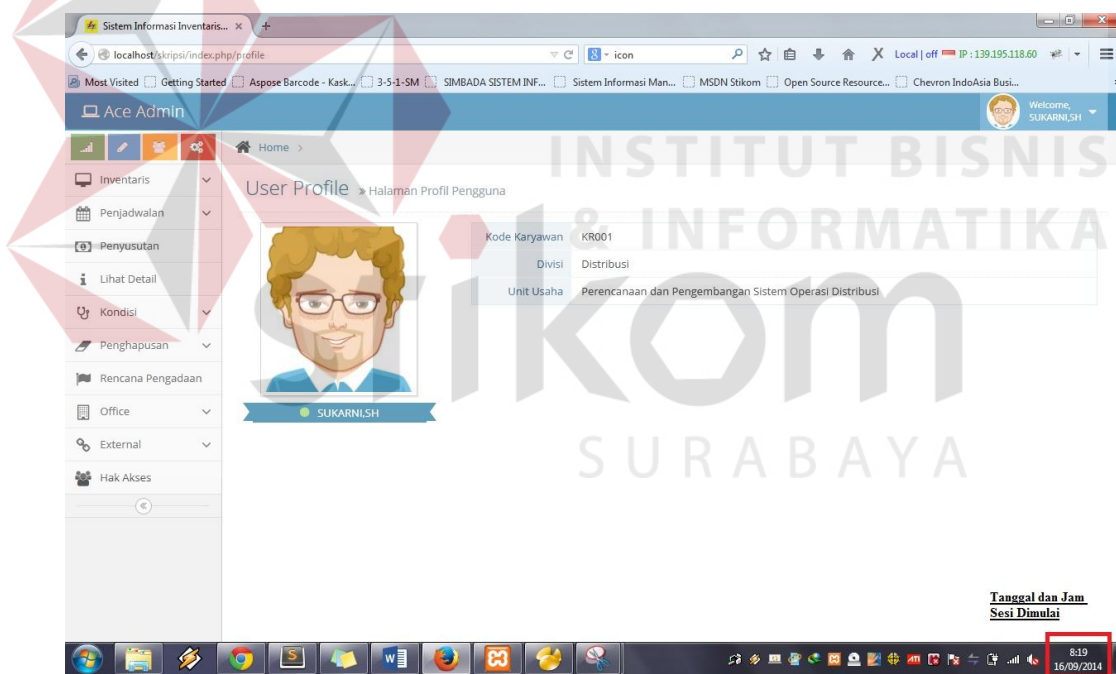 Sistem Informasi Inventaris...
localhost/skripsi/index.php/profile
icon
Local | off IP : 139.195.118.60
Most Visited Getting Started Aspose Barcode - Kask... 3-5-1-SM SIMBADA SISTEM INF... Sistem Informasi Man... MSDN Stikom Open Source Resource... Chevron IndoAsia Busi...
Ace Admin
Welcome,
SUKARNI,SH
Home >
INSTITUT BISNIS
& INFORMATIKA
stikom
SURABAYA
Inventaris
Penjadwalan
Penyusutan
Lihat Detail
Kondisi
Penghapusan
Rencana Pengadaan
Office
External
Hak Akses
User Profile » Halaman Profil Pengguna
Kode Karyawan KR001
Divisi Distribusi
Unit Usaha Perencanaan dan Pengembangan Sistem Operasi Distribusi
SUKARNI,SH
Tanggal dan Jam
Sesi Dimulai
8:19
16/09/2014